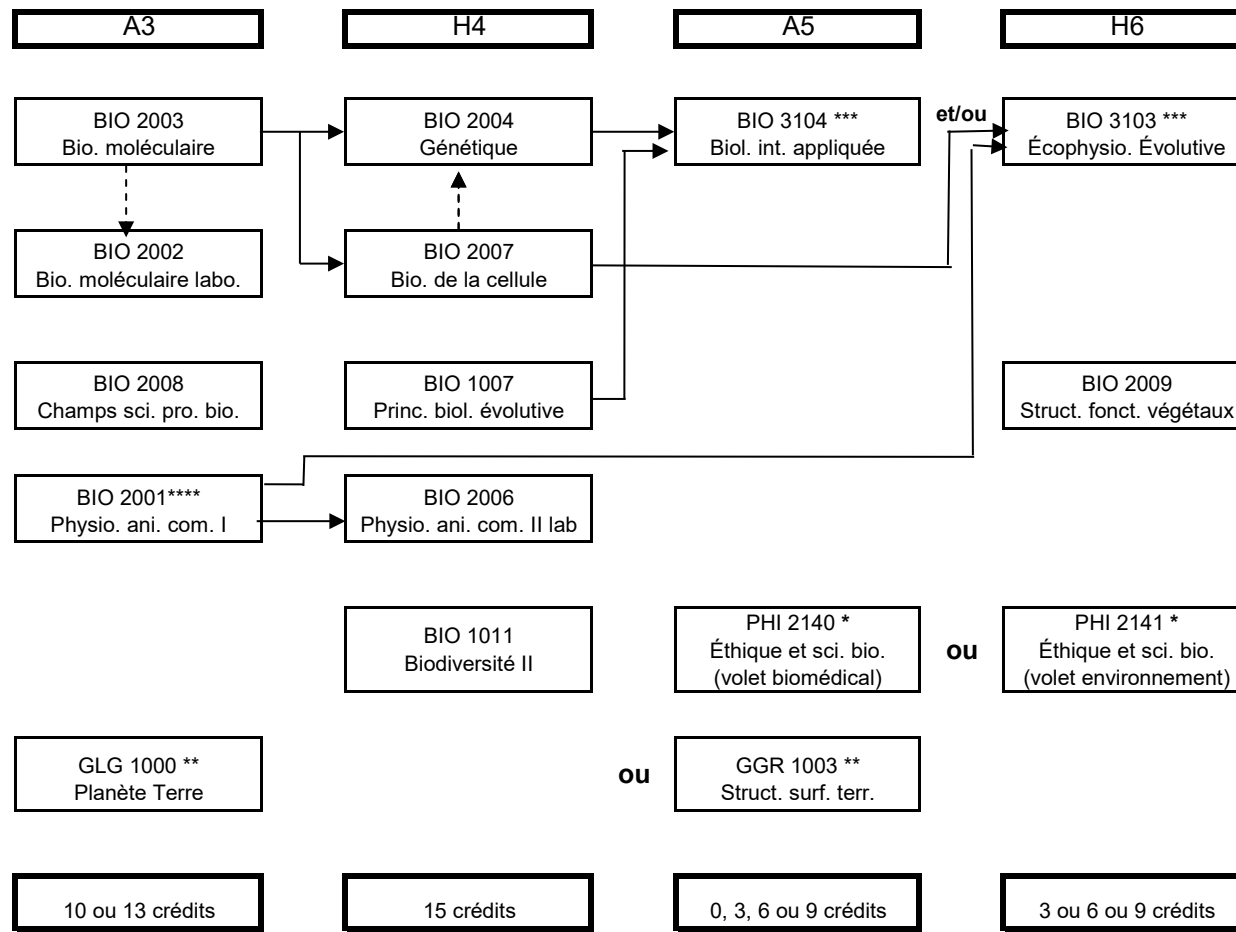 A3
H4
A5
H6
BIO 2003
Bio. moléculaire
BIO 2004
Génétique
BIO 3104 ***
Biol. int. appliquée
et/ou
BIO 3103 ***
Écophysio. Évolutive
BIO 2002
Bio. moléculaire labo.
BIO 2007
Bio. de la cellule
BIO 2008
Champs sci. pro. bio.
BIO 1007
Princ. biol. évolutive
BIO 2009
Struct. fonct. végétaux
BIO 2001****
Physio. ani. com. I
BIO 2006
Physio. ani. com. II lab
BIO 1011
Biodiversité II
PHI 2140 *
Éthique et sci. bio.
(volet biomédical)
ou
PHI 2141 *
Éthique et sci. bio.
(volet environnement)
GLG 1000 **
Planète Terre
ou
GGR 1003 **
Struct. surf. terr.
10 ou 13 crédits
15 crédits
0, 3, 6 ou 9 crédits
3 ou 6 ou 9 crédits